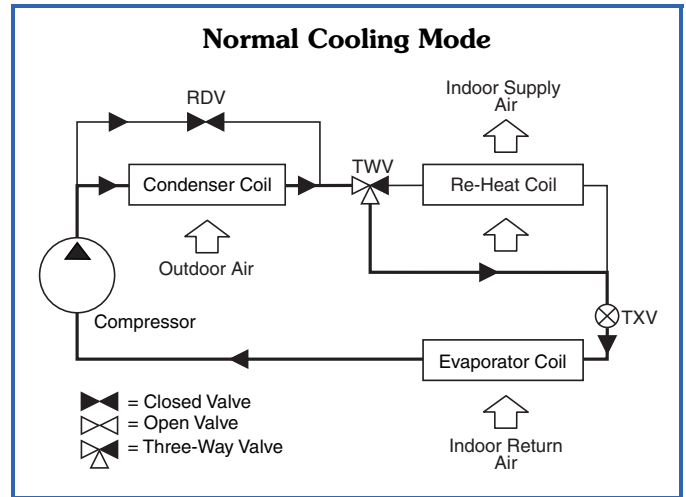 Normal Cooling Mode
RDV
Indoor Supply
Air
TWV
Condenser Coil
Re-Heat Coil
Outdoor Air
Compressor
TXV
Evaporator Coil
= Closed Valve
= Open Valve
= Three-Way Valve
Indoor Return
Air